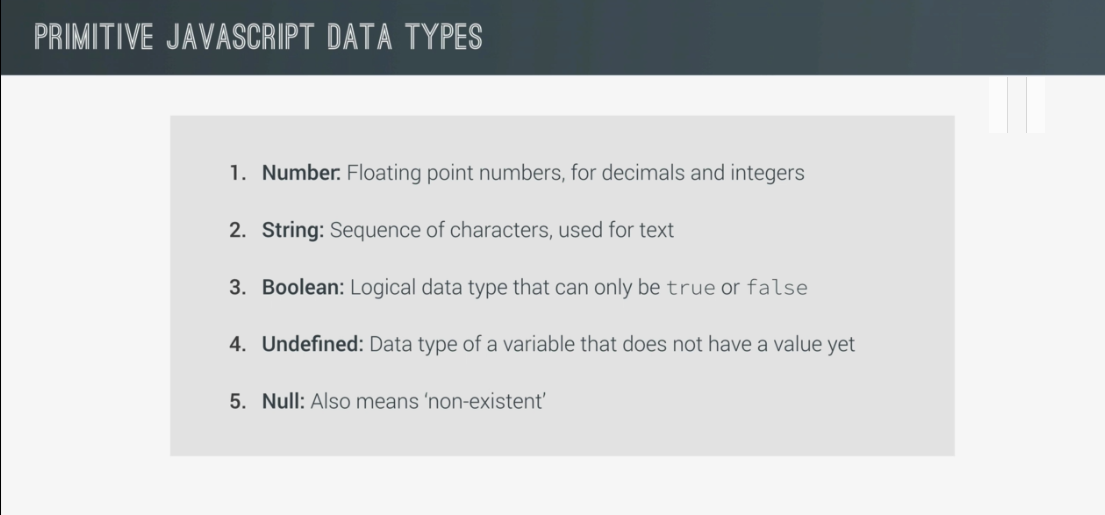 PRIMITIVE JAVASCRIPT DATA TYPES
1. Number: Floating point numbers, for decimals and integers
2. String: Sequence of characters, used for text
3. Boolean: Logical data type that can only be true or false
4. Undefined: Data type of a variable that does not have a value yet
5. Null: Also means ‘non-existent’